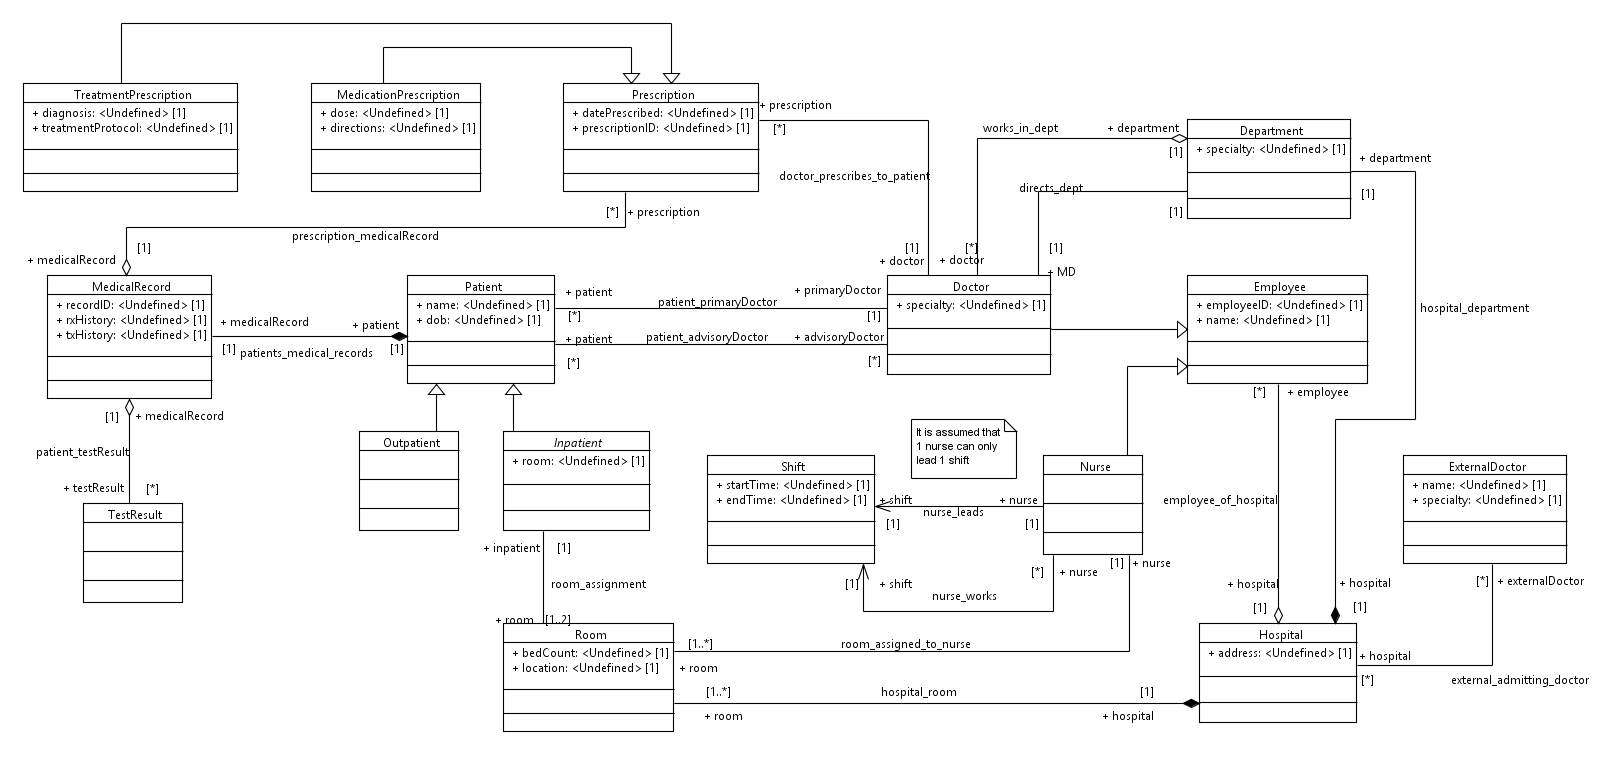 TreatmentPrescription
+ diagnosis: <Undefined> [1]
+ treatmentProtocol: <Undefined> [1]
MedicationPrescription
+ dose: <Undefined> [1]
+ directions: <Undefined> [1]
Prescription
+ datePrescribed: <Undefined> [1]
+ prescriptionID: <Undefined> [1]
+ prescription
[*]
doctor_prescribes_to_patient
[1]
+ doctor
works_in_dept
+ department
[1]
[*]
+ doctor
directs_dept
[1]
[1]
+ MD
Department
+ specialty: <Undefined> [1]
+ department
[1]
hospital_department
[*]
+ prescription
prescription_medicalRecord
[1]
+ medicalRecord
MedicalRecord
+ recordID: <Undefined> [1]
+ rxHistory: <Undefined> [1]
+ txHistory: <Undefined> [1]
+ medicalRecord
[1]
patients_medical_records
+ patient
[1]
Patient
+ name: <Undefined> [1]
+ dob: <Undefined> [1]
+ patient
[*]
patient_primaryDoctor
+ primaryDoctor
[1]
+ patient
[*]
patient_advisoryDoctor
+ advisoryDoctor
[*]
Doctor
+ specialty: <Undefined> [1]
Employee
+ employeeID: <Undefined> [1]
+ name: <Undefined> [1]
[*]
+ employee
employee_of_hospital
+ hospital
[1]
+ hospital
[1]
[1]
+ medicalRecord
patient_testResult
+ testResult
[*]
TestResult
Outpatient
Inpatient
+ room: <Undefined> [1]
+ inpatient
[1]
room_assignment
+ room
[1..2]
Shift
+ startTime: <Undefined> [1]
+ endTime: <Undefined> [1]
It is assumed that
1 nurse can only
lead 1 shift
+ shift
[1]
nurse_leads
+ nurse
[1]
Nurse
[1]
+ shift
nurse_works
[*]
+ nurse
[1]
+ nurse
ExternalDoctor
+ name: <Undefined> [1]
+ specialty: <Undefined> [1]
[*]
+ externalDoctor
Room
+ bedCount: <Undefined> [1]
+ location: <Undefined> [1]
[1..*]
+ room
room_assigned_to_nurse
[1..*]
+ room
hospital_room
[1]
+ hospital
Hospital
+ address: <Undefined> [1]
+ hospital
[*]
external_admitting_doctor